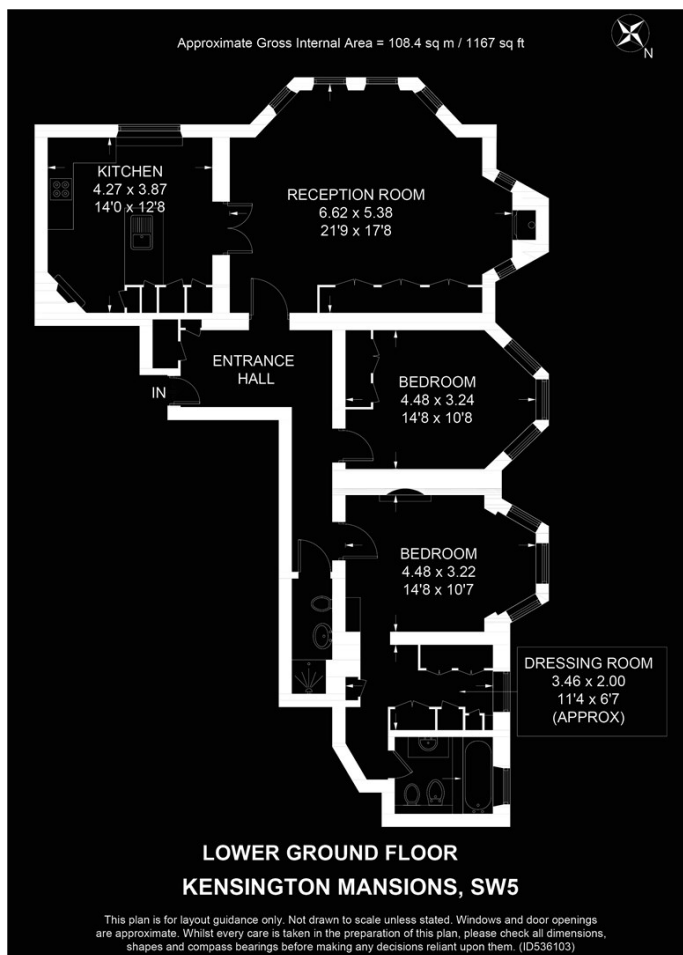 Approximate Gross Internal Area = 108.4 sq m / 1167 sq ft
N
KITCHEN
4.27 x 3.87
14'0 x 12'8
RECEPTION ROOM
6.62 x 5.38
21'9 x 17'8
ENTRANCE
HALL
IN
BEDROOM
4.48 x 3.24
14'8 x 10'8
BEDROOM
4.48 x 3.22
14'8 x 10'7
DRESSING ROOM
3.46 x 2.00
11'4 x 6'7
(APPROX)
LOWER GROUND FLOOR
KENSINGTON MANSIONS, SW5
This plan is for layout guidance only. Not drawn to scale unless stated. Windows and door openings
are approximate. Whilst every care is taken in the preparation of this plan, please check all dimensions,
shapes and compass bearings before making any decisions reliant upon them. (ID536103)